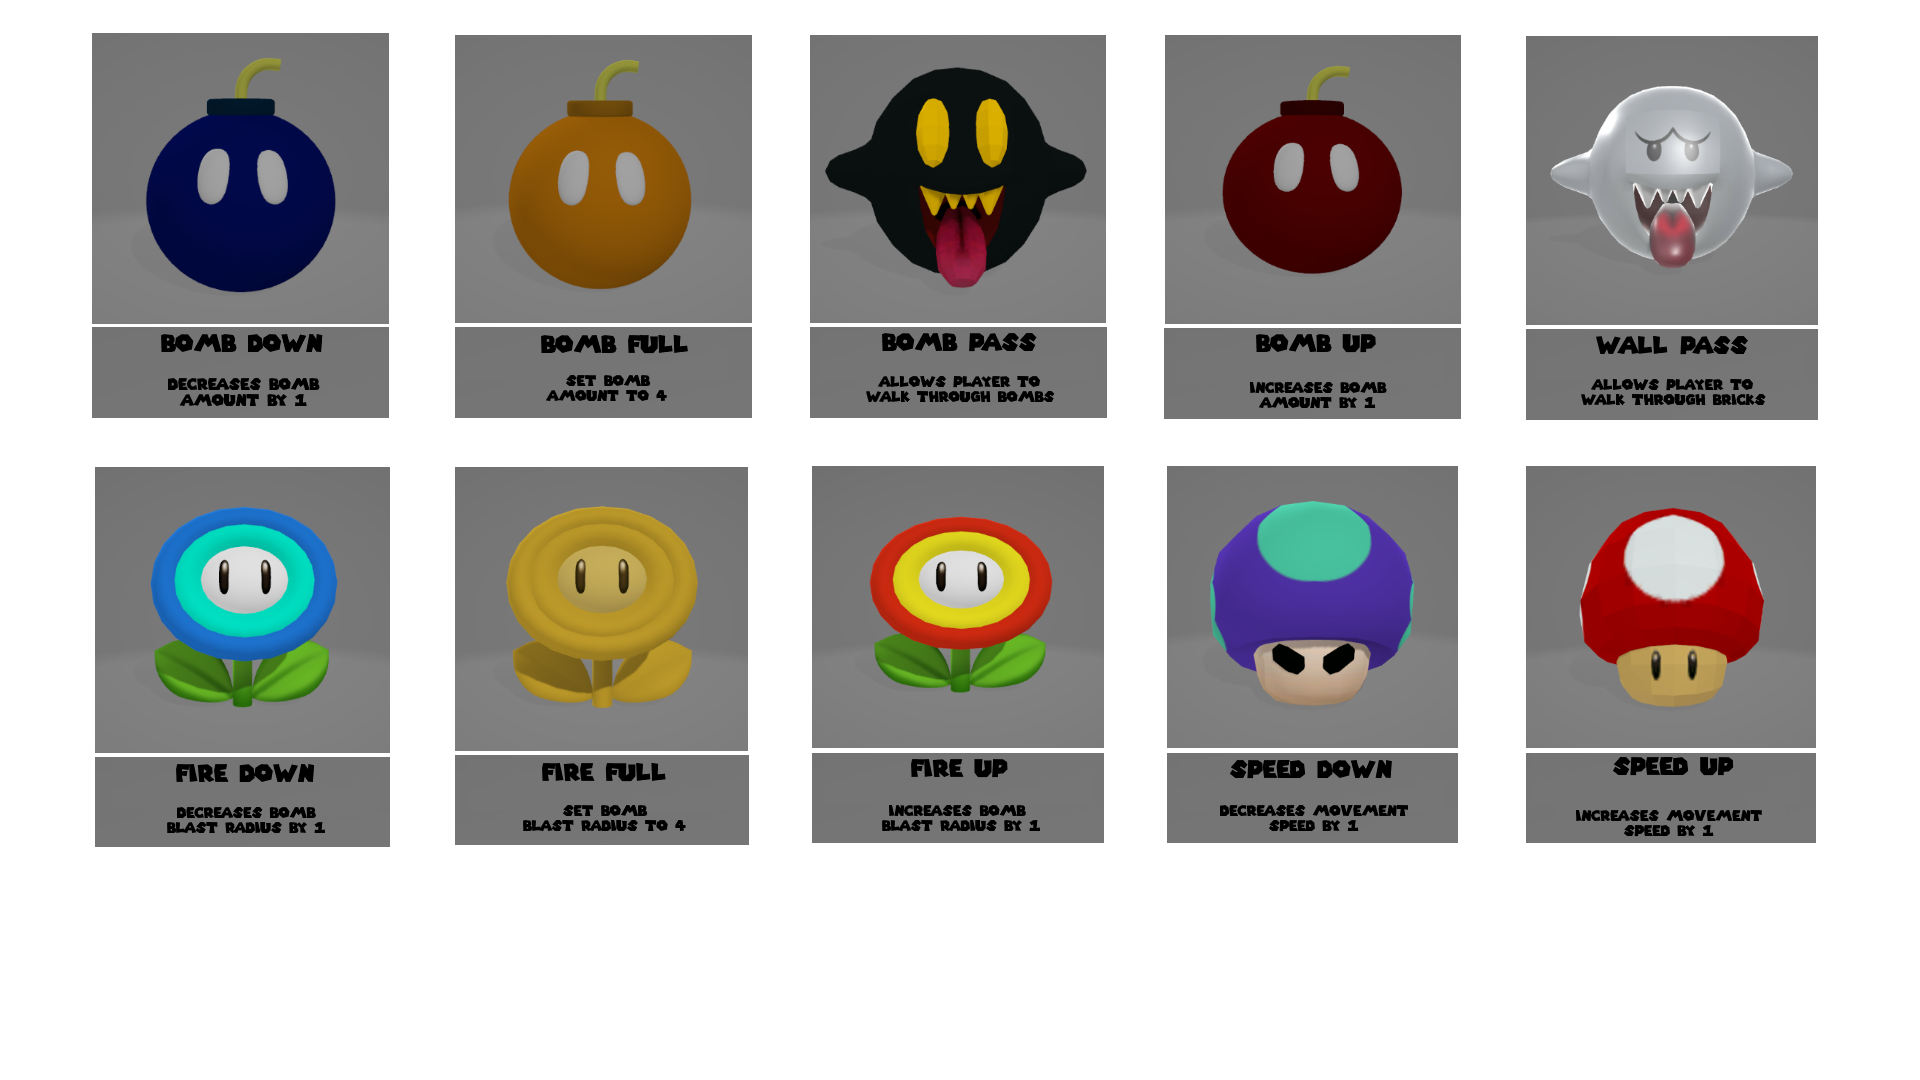 BOMB DOWN
DECREASES BOMB
AMOUNT BY 1
BOMB FULL
SET BOMB
AMOUNT TO 4
BOMB PASS
ALLOWS PLAYER TO
WALK THROUGH BOMBS
BOMB UP
INCREASES BOMB
AMOUNT BY 1
WALL PASS
ALLOWS PLAYER TO
WALK THROUGH BRICKS
FIRE DOWN
DECREASES BOMB
BLAST RADIUS BY 1
FIRE FULL
SET BOMB
BLAST RADIUS TO 4
FIRE UP
INCREASES BOMB
BLAST RADIUS BY 1
SPEED DOWN
DECREASES MOVEMENT
SPEED BY 1
SPEED UP
INCREASES MOVEMENT
SPEED BY 1